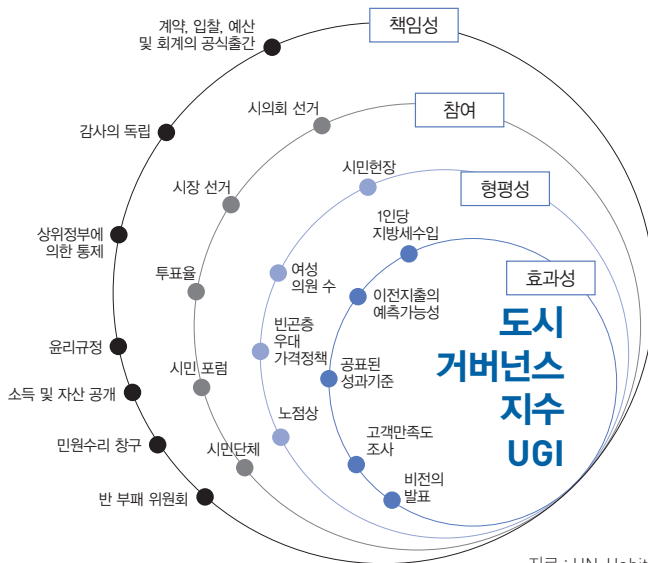 책임성
계약, 입찰, 예산
및 회계의 공식출간
감사의 독립
상위정부에
의한 통제
윤리규정
소득 및 자산 공개
민원수리 창구
반 부패 위원회
참여
시의회 선거
시장 선거
투표율
시민 포럼
시민단체
형평성
시민헌장
여성
의원 수
빈곤층
우대
가격정책
노점상
효과성
1인당
지방세수입
이전지출의
예측가능성
공표된
성과기준
고객만족도
조사
비전의
발표
도시
거버넌스
지수
UGI